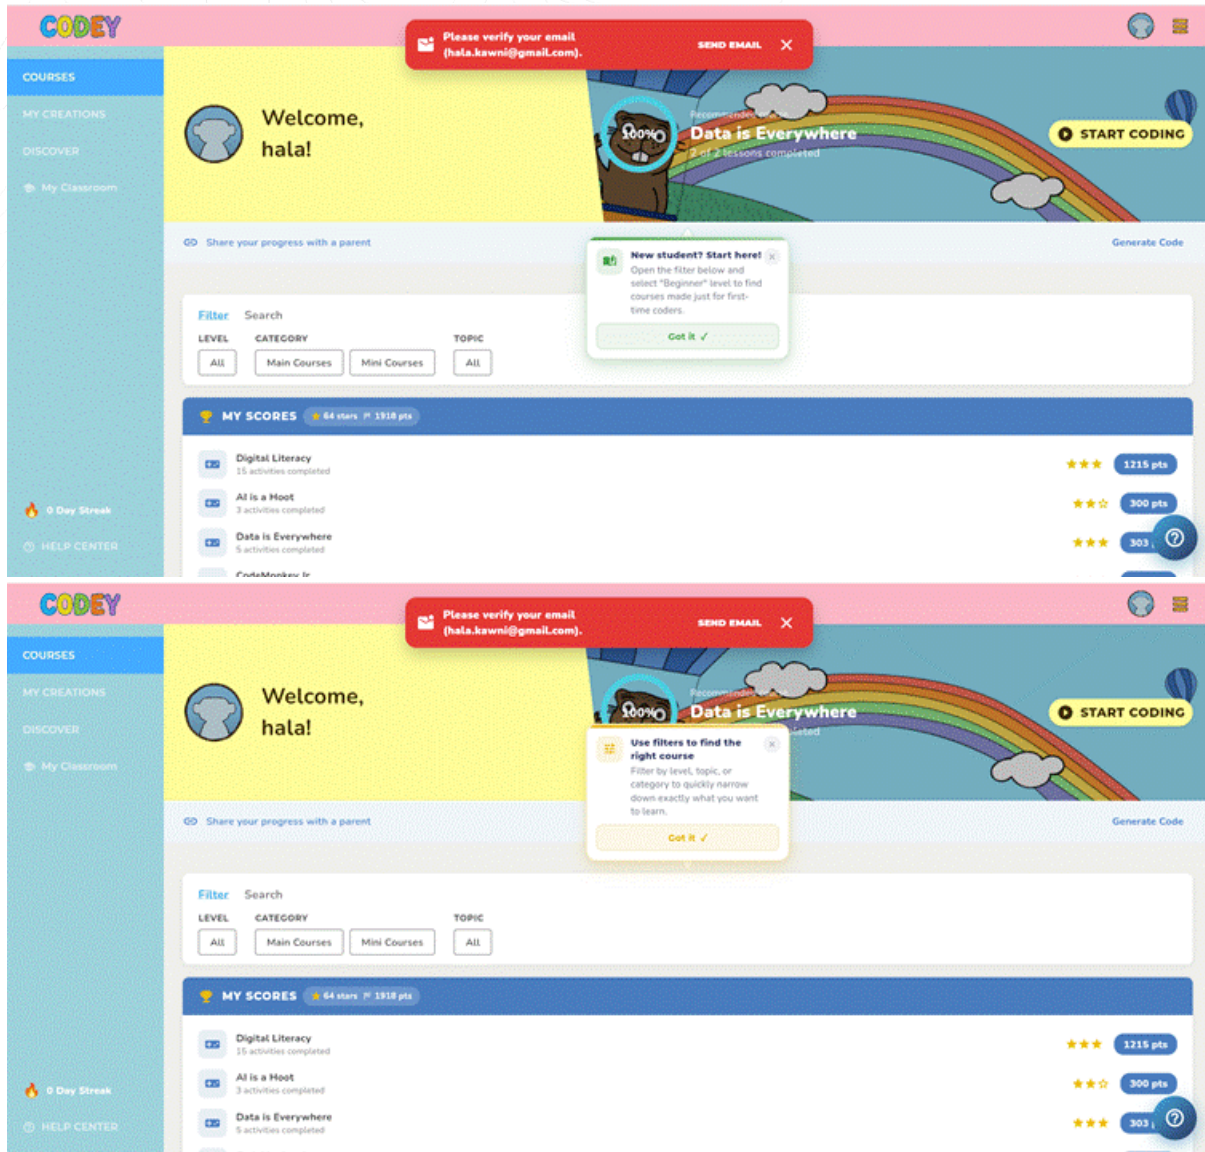 CODEY
Please verify your email
(hala.kawni@gmail.com).
SEND EMAIL
COURSES
MY CREATIONS
DISCOVER
My Classroom
Welcome,
hala!
100%
Recommended course
Data is Everywhere
2 of 2 lessons completed
START CODING
Share your progress with a parent
Generate Code
New student? Start here!
Open the filter below and
select "Beginner" level to find
courses made just for first-
time coders.
Got it ✓
Filter Search
LEVEL CATEGORY TOPIC
All Main Courses Mini Courses All
MY SCORES 64 stars 1918 pts
Digital Literacy
15 activities completed
1215 pts
AI is a Hoot
3 activities completed
300 pts
Data is Everywhere
5 activities completed
303
CodeMonkey Jr
0 Day Streak
HELP CENTER
CODEY
Please verify your email
(hala.kawni@gmail.com).
SEND EMAIL
COURSES
MY CREATIONS
DISCOVER
My Classroom
Welcome,
hala!
100%
Recommended
Data is Everywhere
START CODING
Use filters to find the
right course
Filter by level, topic, or
category to quickly narrow
down exactly what you want
to learn.
Got it ✓
Share your progress with a parent
Generate Code
Filter Search
LEVEL CATEGORY TOPIC
All Main Courses Mini Courses All
MY SCORES 64 stars 1918 pts
Digital Literacy
15 activities completed
1215 pts
AI is a Hoot
3 activities completed
300 pts
Data is Everywhere
5 activities completed
303
0 Day Streak
HELP CENTER